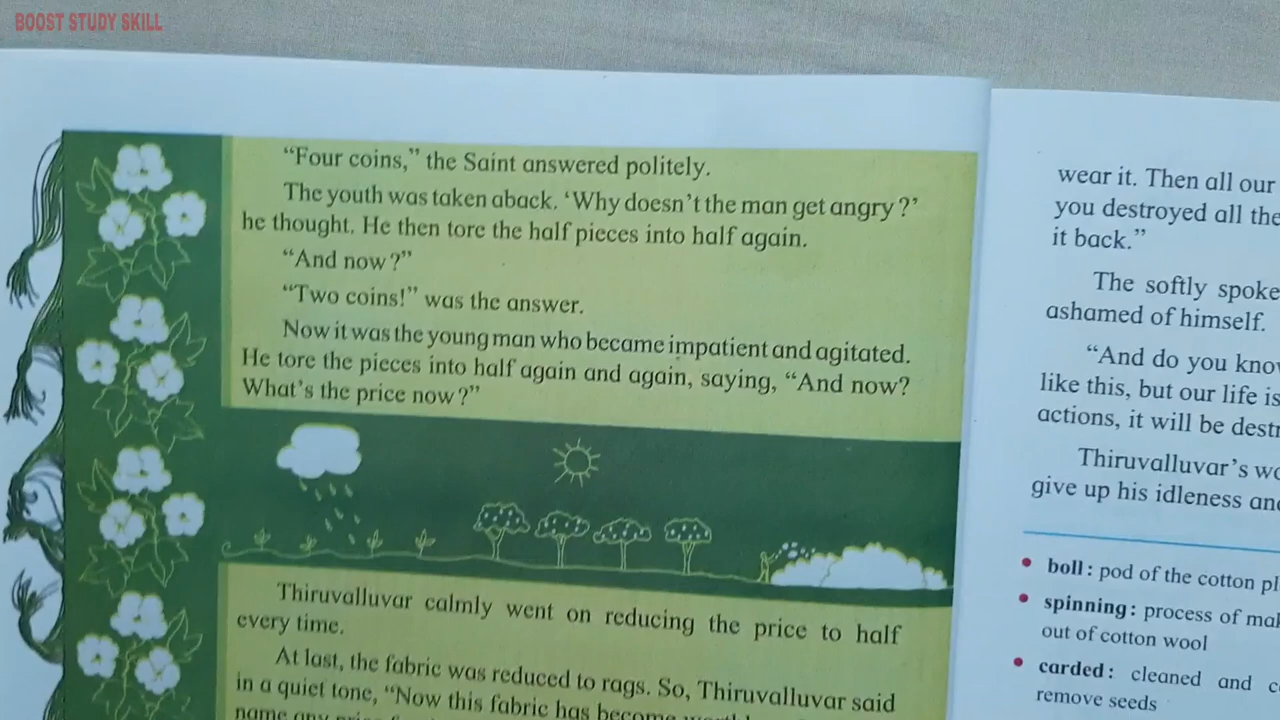 BOOST STUDY SKILL
“Four coins,” the Saint answered politely.
The youth was taken aback. ‘Why doesn’t the man get angry?’
he thought. He then tore the half pieces into half again.
“And now?”
“Two coins!” was the answer.
Now it was the young man who became impatient and agitated.
He tore the pieces into half again and again, saying, “And now?
What’s the price now?”
Thiruvalluvar calmly went on reducing the price to half
every time.
At last, the fabric was reduced to rags. So, Thiruvalluvar said
in a quiet tone, “Now this fabric has become
name any price
wear it. Then all our
you destroyed all the
it back.”
The softly spoke
ashamed of himself.
“And do you know
like this, but our life is
actions, it will be
Thiruvalluvar’s
give up his idleness
• boll: pod of the cotton
• spinning: process of
out of cotton wool
• carded: cleaned and
remove seeds